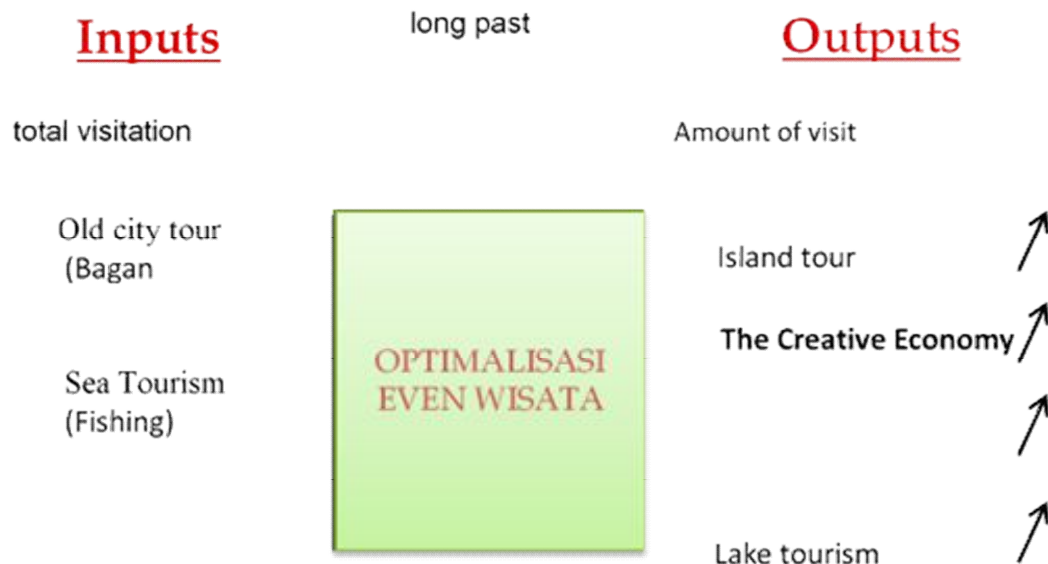 Inputs
long past
Outputs
total visitation
Amount of visit
Old city tour
(Bagan
Sea Tourism
(Fishing)
OPTIMALISASI
EVEN WISATA
Island tour
The Creative Economy
Lake tourism